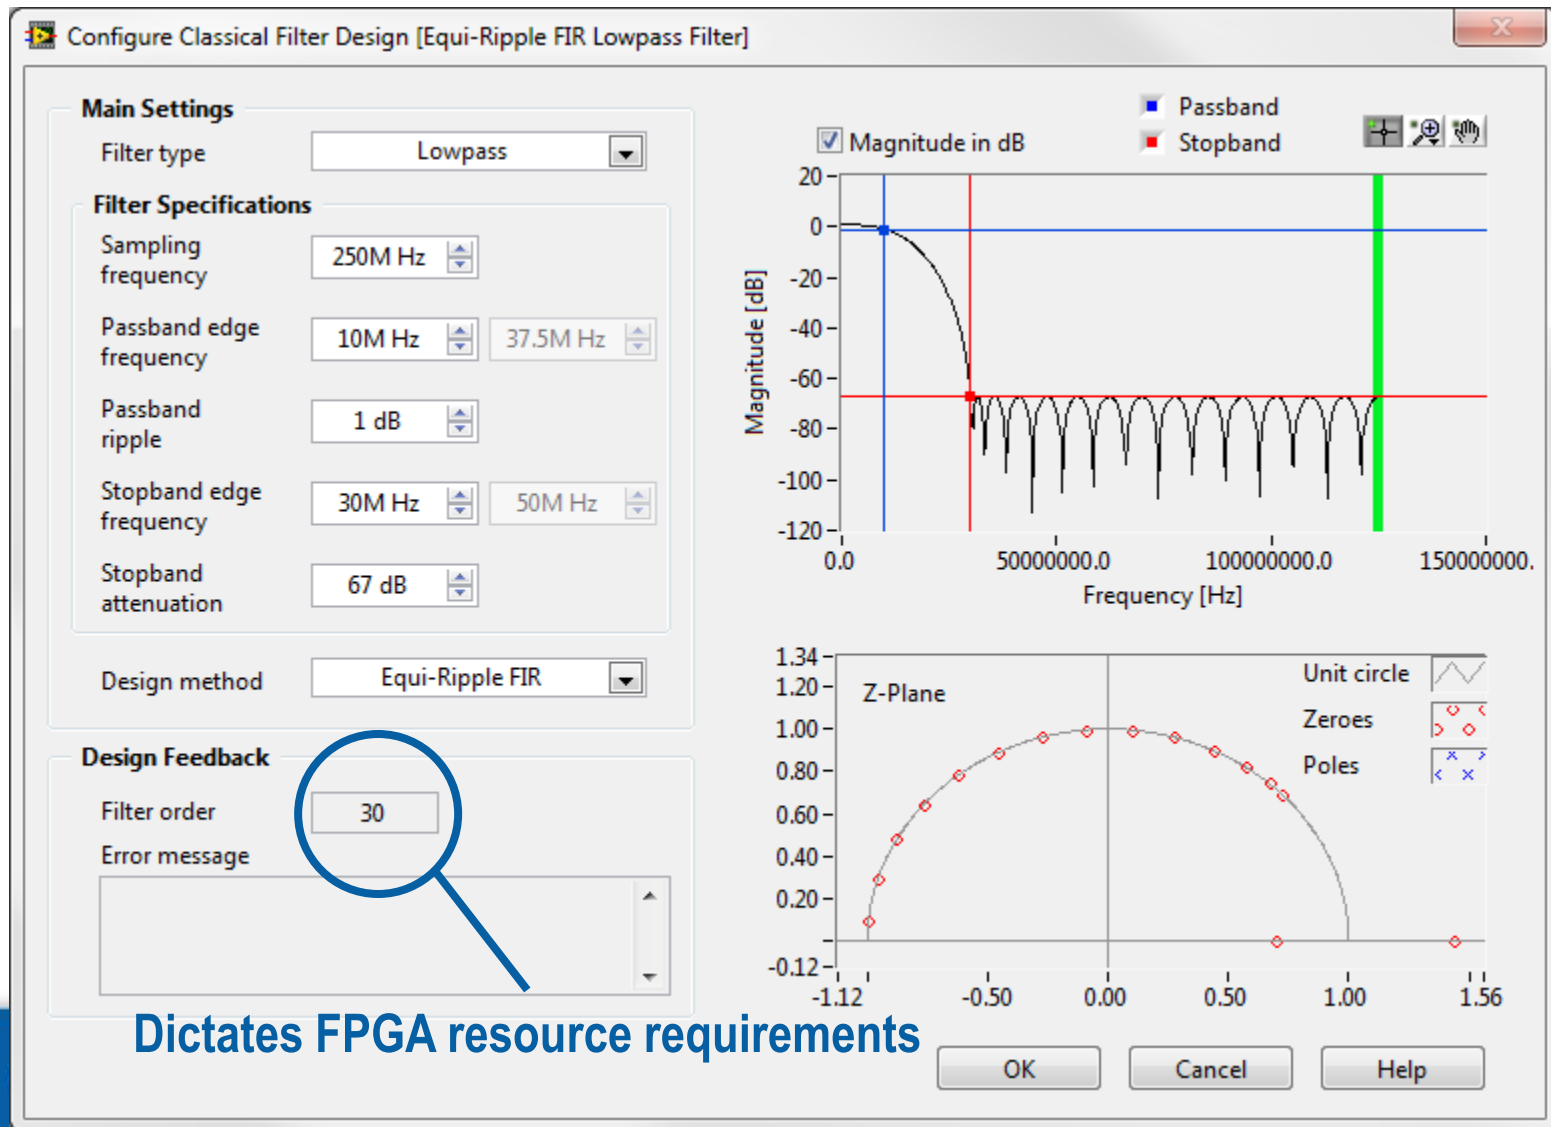 Configure Classical Filter Design [Equi-Ripple FIR Lowpass Filter]
Main Settings
Filter type
Lowpass
Filter Specifications
Sampling
frequency
250M Hz
Passband edge
frequency
10M Hz
37.5M Hz
Passband
ripple
1 dB
Stopband edge
frequency
30M Hz
50M Hz
Stopband
attenuation
67 dB
Design method
Equi-Ripple FIR
Design Feedback
Filter order
30
Error message
Dictates FPGA resource requirements
Magnitude in dB
Passband
Stopband
Magnitude [dB]
20
0
-20
-40
-60
-80
-100
-120
0.0
50000000.0
100000000.0
150000000.
Frequency [Hz]
Z-Plane
Unit circle
Zeroes
Poles
1.34
1.20
1.00
0.80
0.60
0.40
0.20
-0.12
-1.12
-0.50
0.00
0.50
1.00
1.56
OK
Cancel
Help